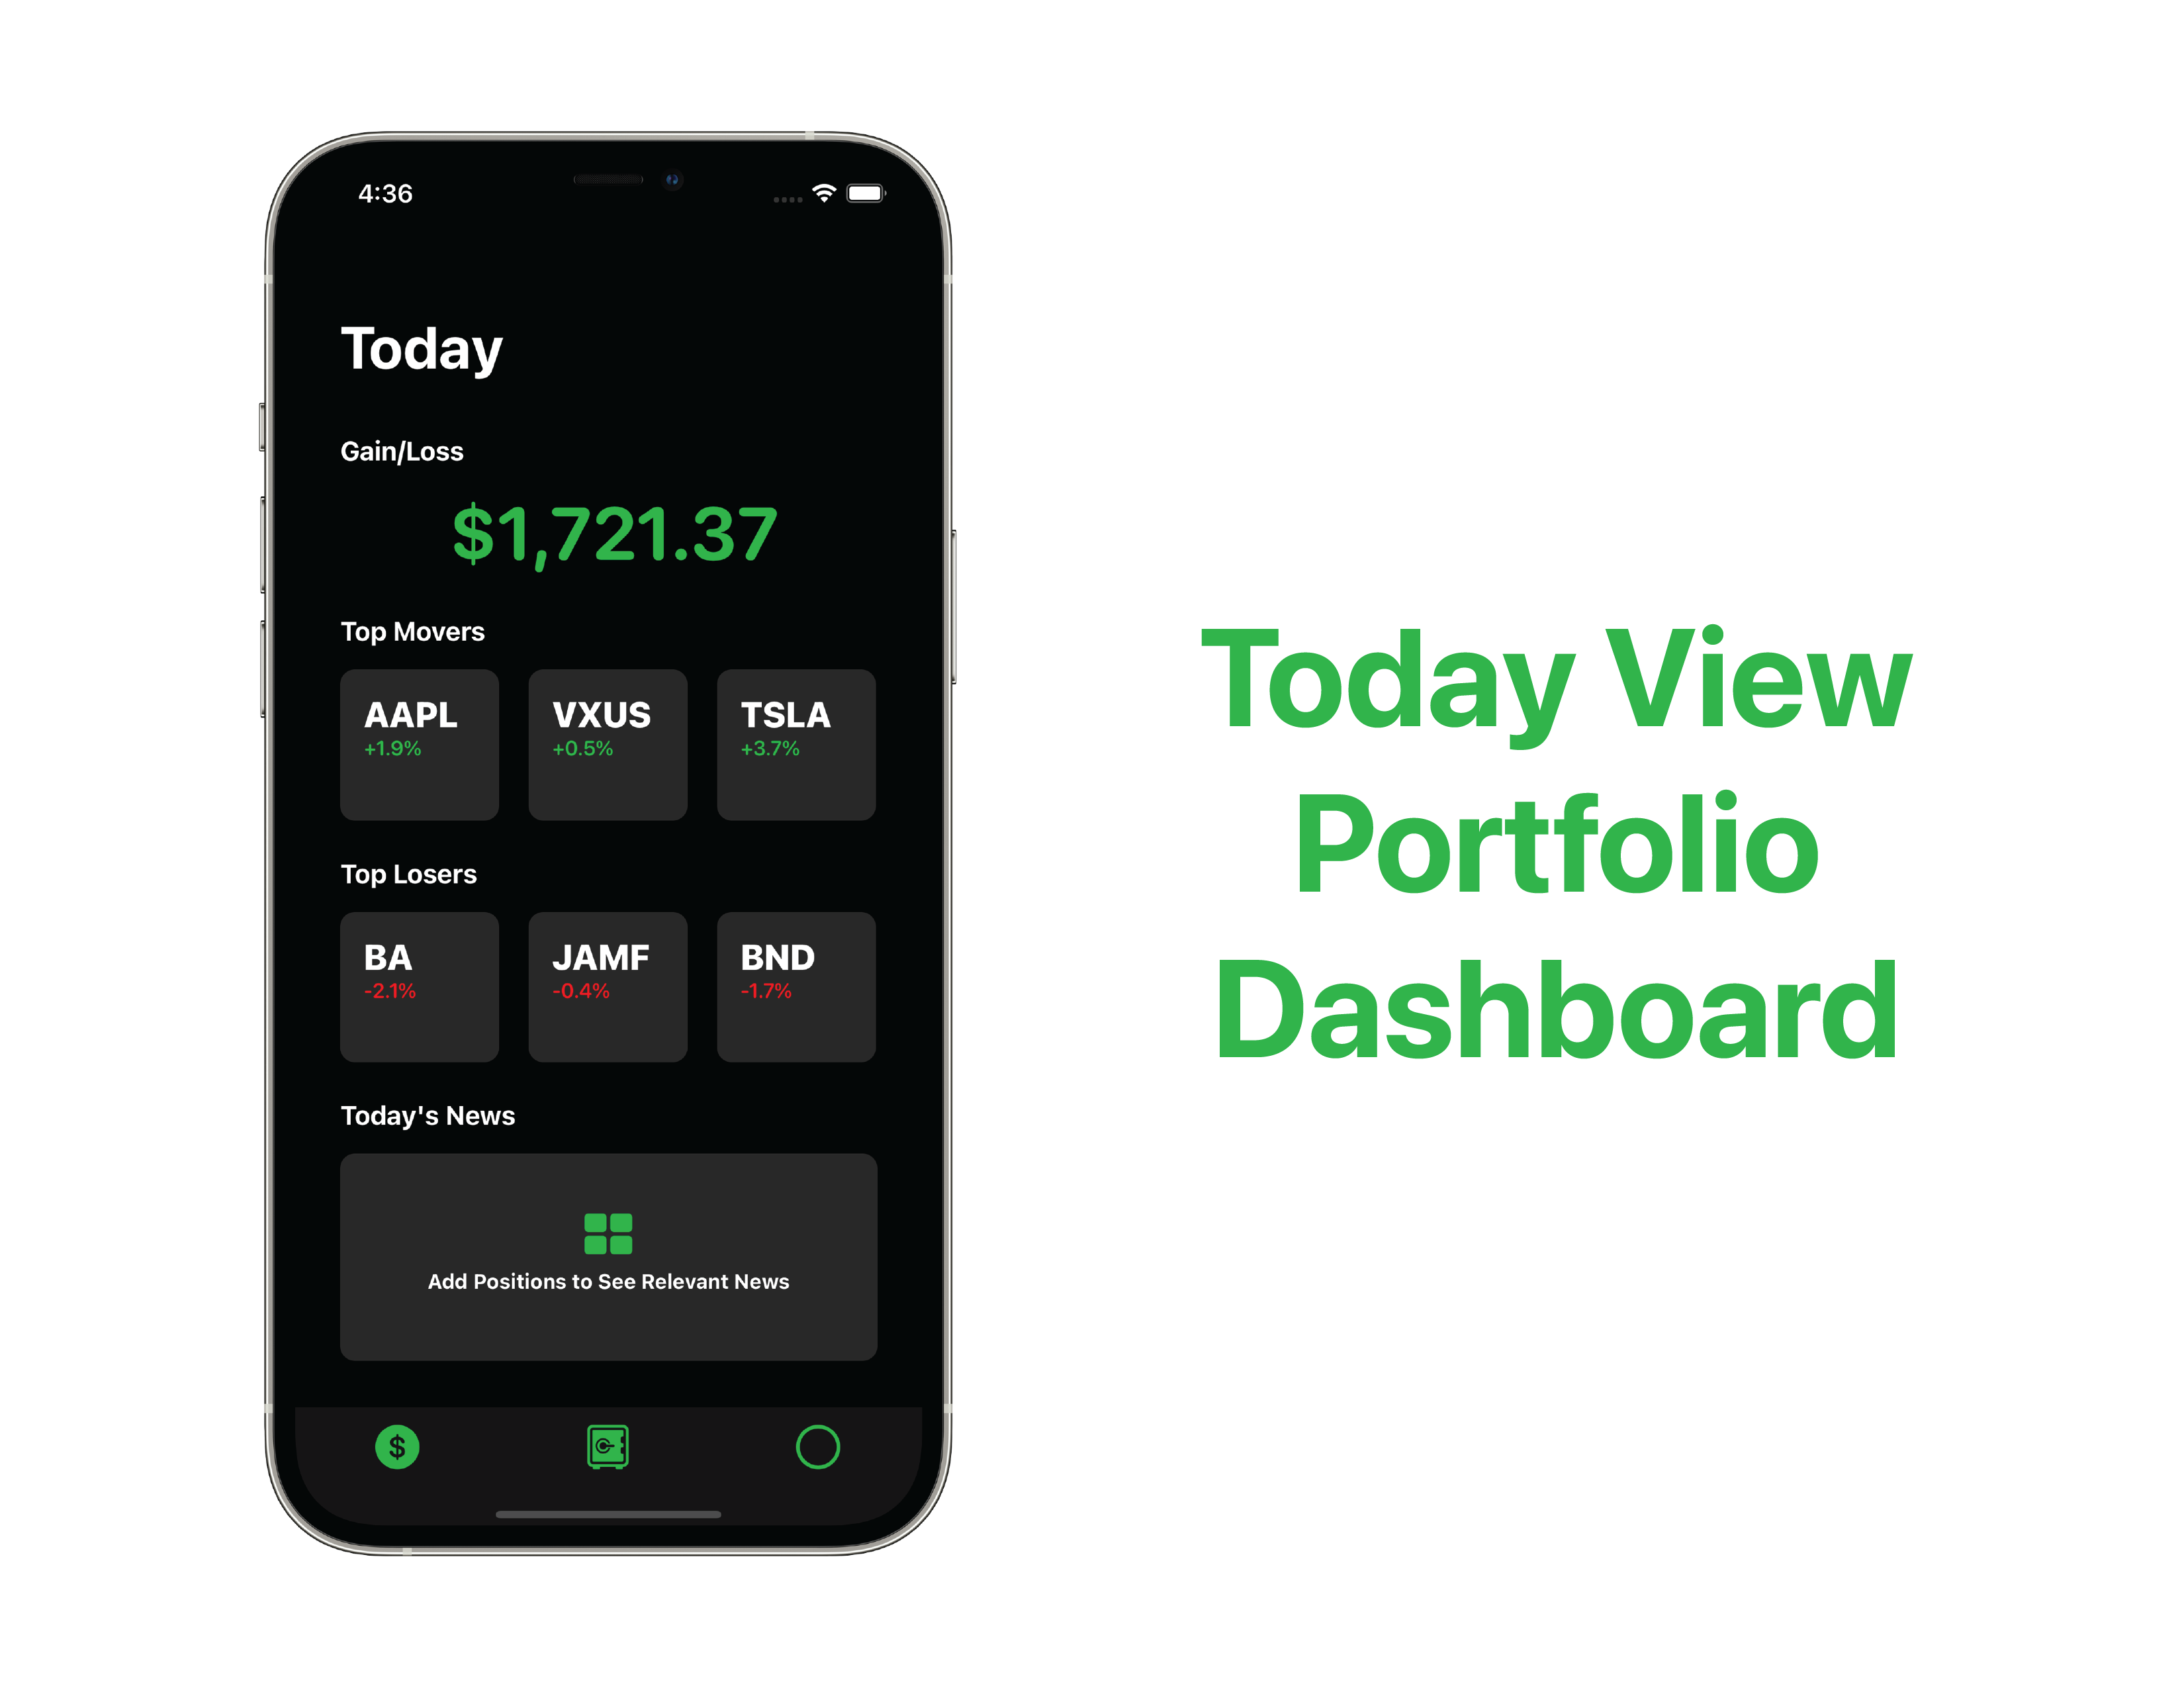 4:36
Today
Gain/Loss
$1,721.37
Top Movers
AAPL VXUS TSLA
+1.9% +0.5% +3.7%
Top Losers
BA JAMF BND
-2.1% -0.4% -1.7%
Today's News
Add Positions to See Relevant News
$
Today View
Portfolio
Dashboard